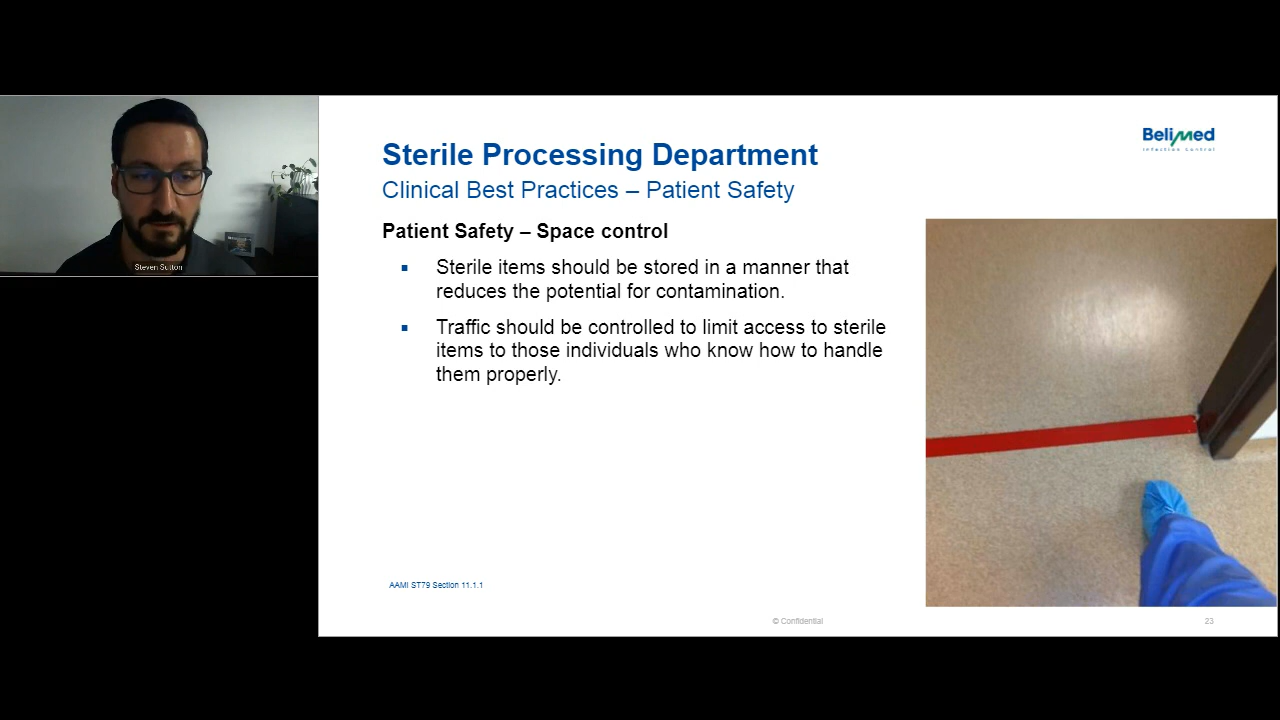 Steven Sutton
Sterile Processing Department
Clinical Best Practices – Patient Safety
Belimed
infection control
Patient Safety – Space control
▪ Sterile items should be stored in a manner that
reduces the potential for contamination.
▪ Traffic should be controlled to limit access to sterile
items to those individuals who know how to handle
them properly.
AAMI ST79 Section 11.1.1
© Confidential
23